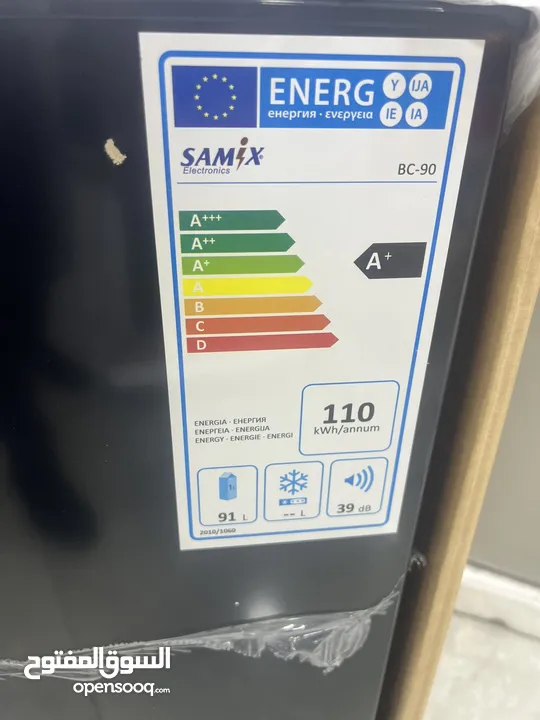 ENERG Y IJA IE IA
енергия · ενεργεια
SAMiX
Electronics
BC-90
A+++
A++
A+
A
B
C
D
A+
ENERGIA · ЕНЕРГИЯ
ΕΝΕΡΓΕΙΑ · ENERGIJA
ENERGY · ENERGIE · ENERGI
110
kWh/annum
91 L
-- L
39 dB
2010/1060
السوق المفتوح
opensooq.com